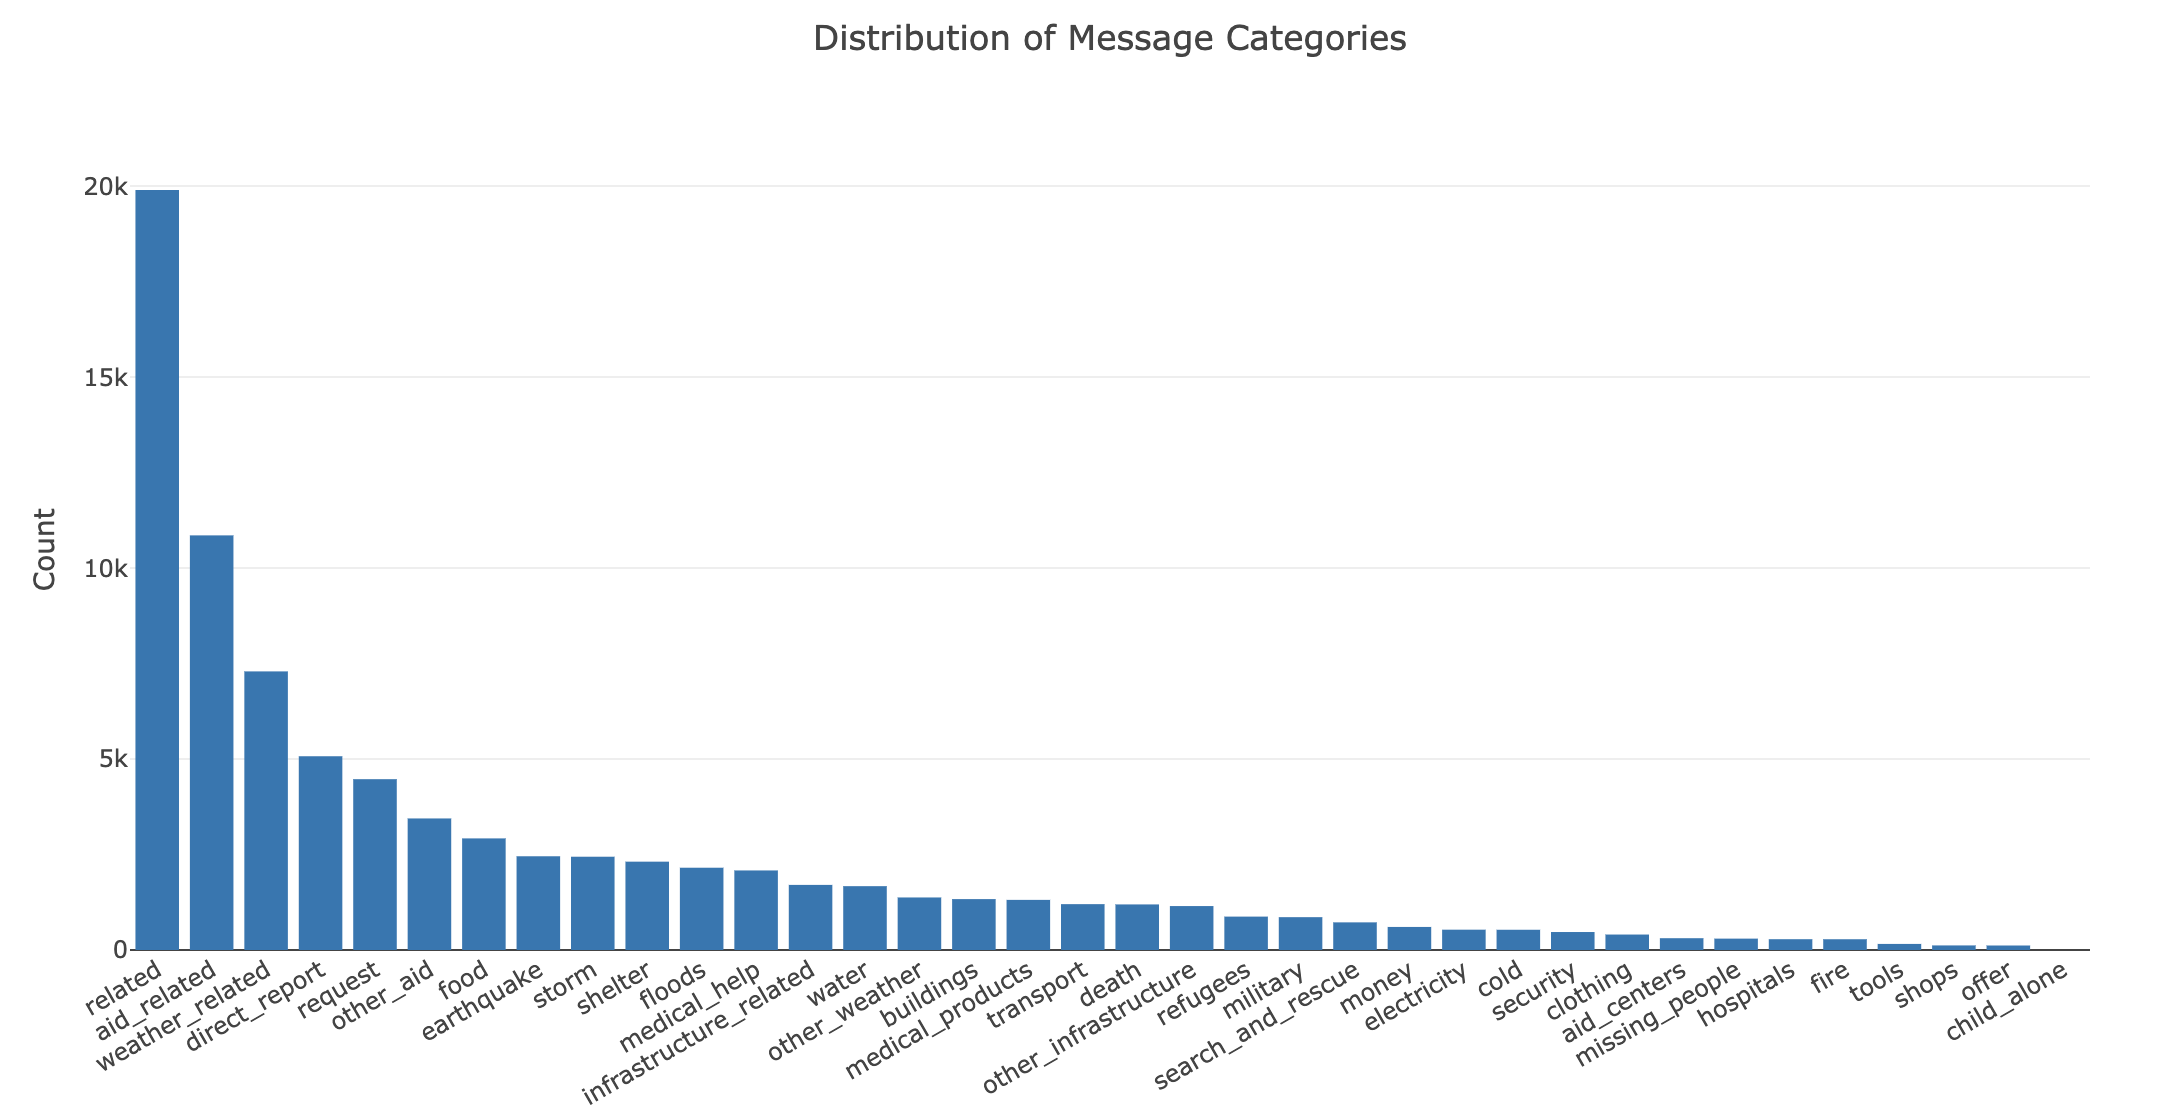 Distribution of Message Categories
20k
15k
10k
5k
0
Count
related
aid_related
weather_related
direct_report
request
other_aid
food
earthquake
storm
shelter
floods
medical_help
infrastructure_related
water
other_weather
buildings
medical_products
transport
death
other_infrastructure
refugees
military
search_and_rescue
money
electricity
cold
security
clothing
aid_centers
missing_people
hospitals
fire
tools
shops
offer
child_alone